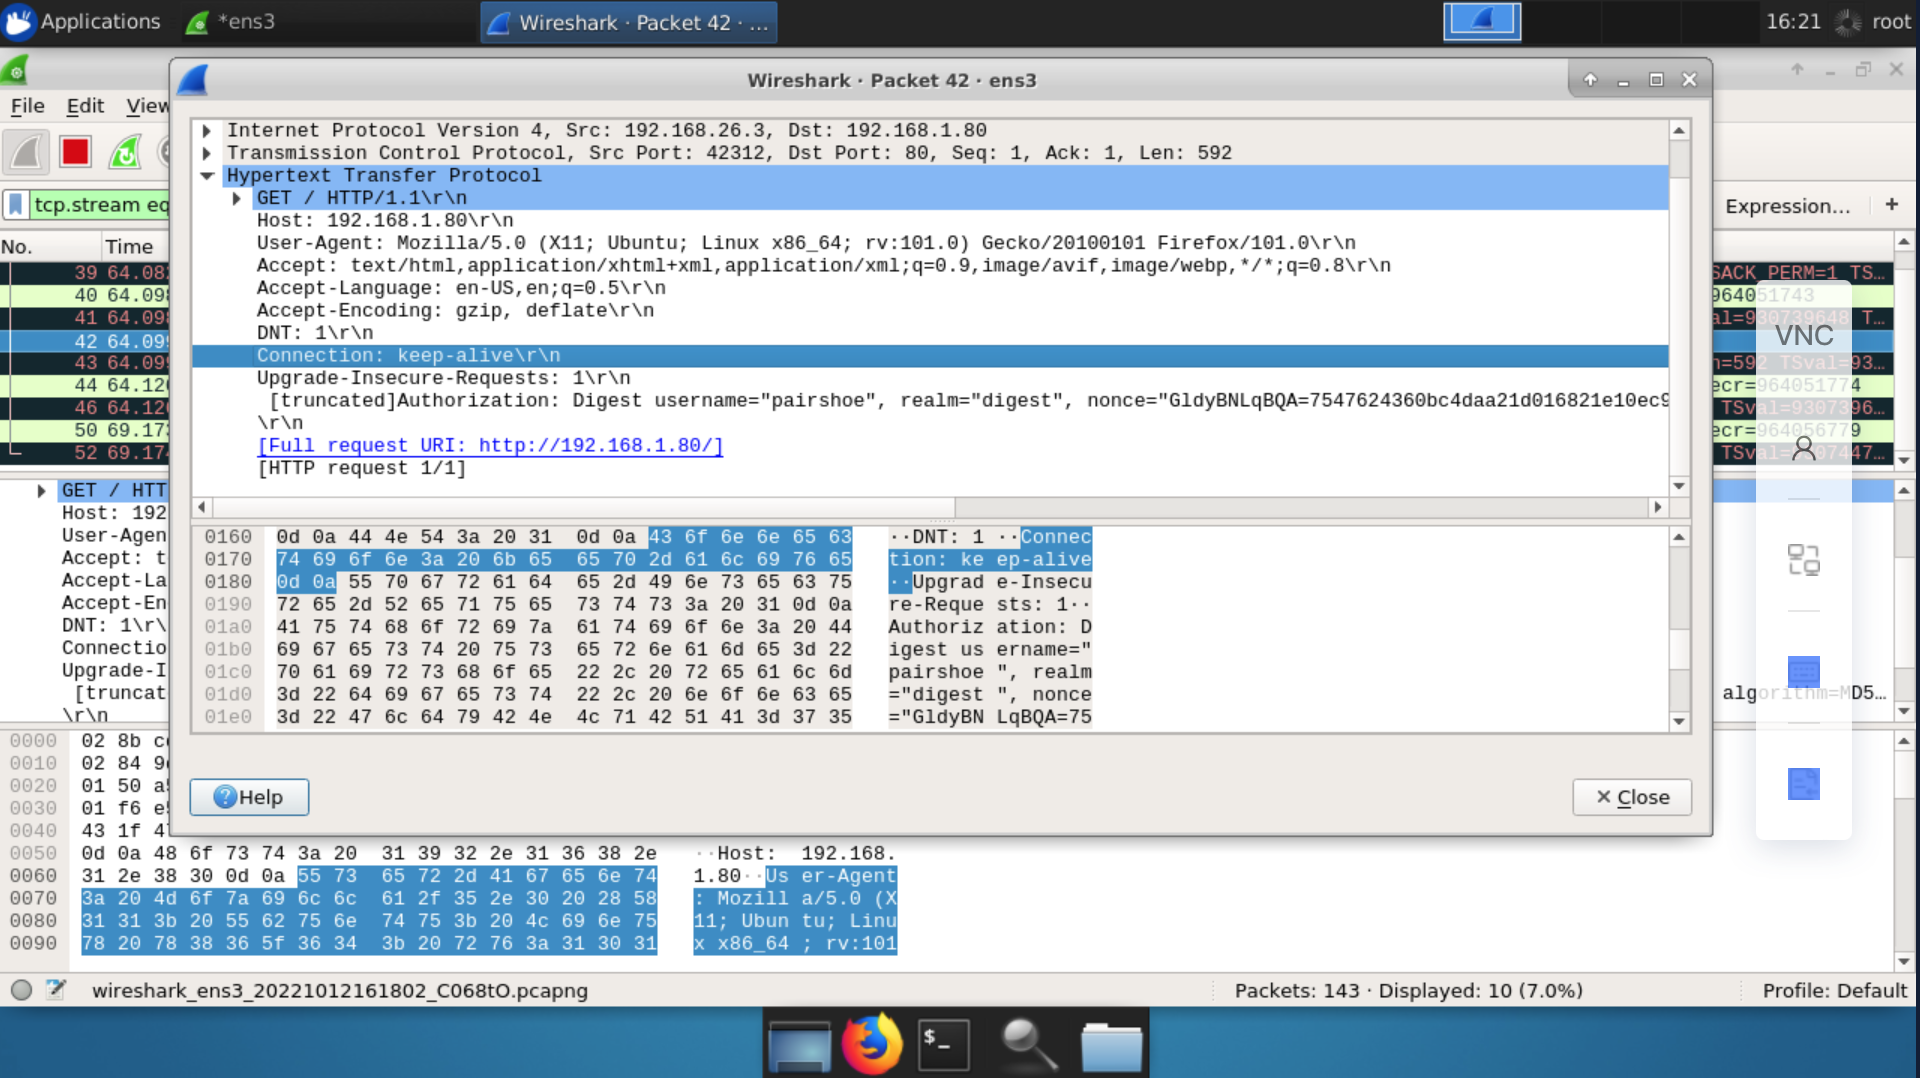 Applications
*ens3
Wireshark · Packet 42 · ...
16:21
root
Wireshark · Packet 42 · ens3
File Edit View
tcp.stream eq
Expression...
+
No. Time
39 64.08
40 64.09
41 64.09
42 64.09
43 64.09
44 64.12
46 64.12
50 69.17
52 69.17
SACK_PERM=1 TS…
964051743
al=930739648 T…
n=592 TSval=93…
ecr=964051774
TSval=9307396…
ecr=964056779
TSval=9307447…
Internet Protocol Version 4, Src: 192.168.26.3, Dst: 192.168.1.80
Transmission Control Protocol, Src Port: 42312, Dst Port: 80, Seq: 1, Ack: 1, Len: 592
Hypertext Transfer Protocol
GET / HTTP/1.1\r\n
Host: 192.168.1.80\r\n
User-Agent: Mozilla/5.0 (X11; Ubuntu; Linux x86_64; rv:101.0) Gecko/20100101 Firefox/101.0\r\n
Accept: text/html,application/xhtml+xml,application/xml;q=0.9,image/avif,image/webp,*/*;q=0.8\r\n
Accept-Language: en-US,en;q=0.5\r\n
Accept-Encoding: gzip, deflate\r\n
DNT: 1\r\n
Connection: keep-alive\r\n
Upgrade-Insecure-Requests: 1\r\n
[truncated]Authorization: Digest username="pairshoe", realm="digest", nonce="GldyBNLqBQA=7547624360bc4daa21d016821e10ec9
\r\n
[Full request URI: http://192.168.1.80/]
[HTTP request 1/1]
0160 0d 0a 44 4e 54 3a 20 31 0d 0a 43 6f 6e 6e 65 63 ··DNT: 1 ··Connec
0170 74 69 6f 6e 3a 20 6b 65 65 70 2d 61 6c 69 76 65 tion: ke ep-alive
0180 0d 0a 55 70 67 72 61 64 65 2d 49 6e 73 65 63 75 ··Upgrad e-Insecu
0190 72 65 2d 52 65 71 75 65 73 74 73 3a 20 31 0d 0a re-Reque sts: 1··
01a0 41 75 74 68 6f 72 69 7a 61 74 69 6f 6e 3a 20 44 Authoriz ation: D
01b0 69 67 65 73 74 20 75 73 65 72 6e 61 6d 65 3d 22 igest us ername="
01c0 70 61 69 72 73 68 6f 65 22 2c 20 72 65 61 6c 6d pairshoe ", realm
01d0 3d 22 64 69 67 65 73 74 22 2c 20 6e 6f 6e 63 65 ="digest ", nonce
01e0 3d 22 47 6c 64 79 42 4e 4c 71 42 51 41 3d 37 35 ="GldyBN LqBQA=75
Help
Close
VNC
GET / HTT
Host: 192
User-Agen
Accept: t
Accept-La
Accept-En
DNT: 1\r\
Connectio
Upgrade-I
[truncat
\r\n
algorithm=MD5…
0000 02 8b c
0010 02 84 9
0020 01 50 a
0030 01 f6 e
0040 43 1f 4
0050 0d 0a 48 6f 73 74 3a 20 31 39 32 2e 31 36 38 2e ··Host: 192.168.
0060 31 2e 38 30 0d 0a 55 73 65 72 2d 41 67 65 6e 74 1.80··Us er-Agent
0070 3a 20 4d 6f 7a 69 6c 6c 61 2f 35 2e 30 20 28 58 : Mozill a/5.0 (X
0080 31 31 3b 20 55 62 75 6e 74 75 3b 20 4c 69 6e 75 11; Ubun tu; Linu
0090 78 20 78 38 36 5f 36 34 3b 20 72 76 3a 31 30 31 x x86_64 ; rv:101
wireshark_ens3_20221012161802_C068tO.pcapng
Packets: 143 · Displayed: 10 (7.0%)
Profile: Default
$_